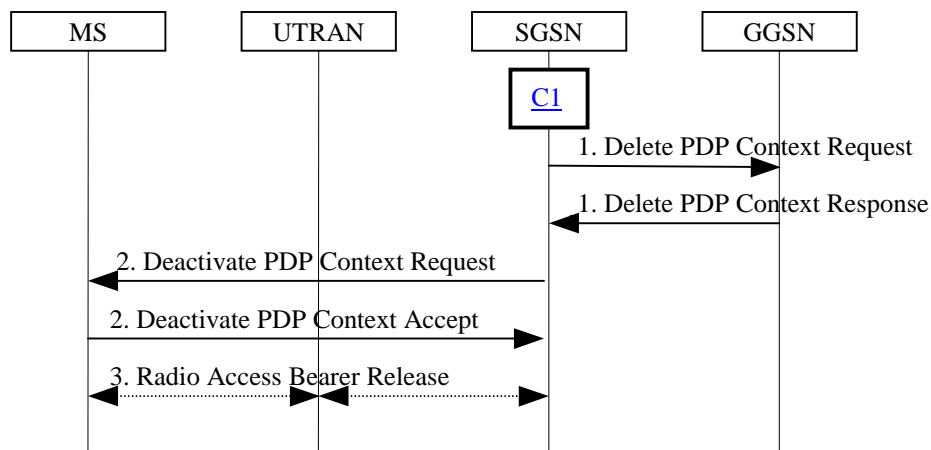 MS
UTRAN
SGSN
GGSN
C1
1. Delete PDP Context Request
1. Delete PDP Context Response
2. Deactivate PDP Context Request
2. Deactivate PDP Context Accept
3. Radio Access Bearer Release